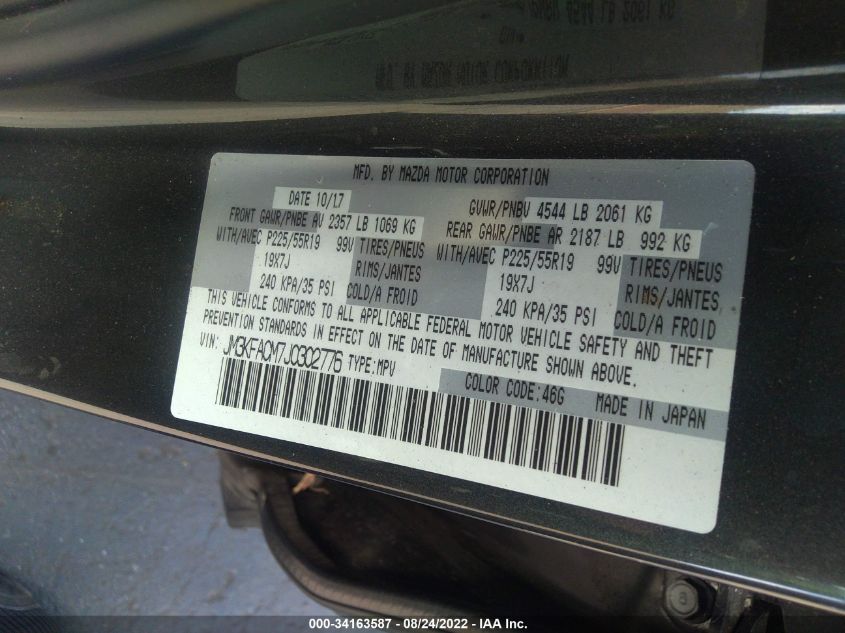 MFD. BY MAZDA MOTOR CORPORATION
DATE 10/17 GVWR/PNBV 4544 LB 2061 KG
FRONT GAWR/PNBE AV 2357 LB 1069 KG REAR GAWR/PNBE AR 2187 LB 992 KG
WITH/AVEC P225/55R19 99V TIRES/PNEUS WITH/AVEC P225/55R19 99V TIRES/PNEUS
19X7J RIMS/JANTES 19X7J RIMS/JANTES
240 KPA/35 PSI COLD/A FROID 240 KPA/35 PSI COLD/A FROID
THIS VEHICLE CONFORMS TO ALL APPLICABLE FEDERAL MOTOR VEHICLE SAFETY AND THEFT
PREVENTION STANDARDS IN EFFECT ON THE DATE OF MANUFACTURE SHOWN ABOVE.
VIN: JM3KFACM7J0302776 TYPE:MPV
COLOR CODE:46G MADE IN JAPAN
000-34163587 - 08/24/2022 - IAA Inc.